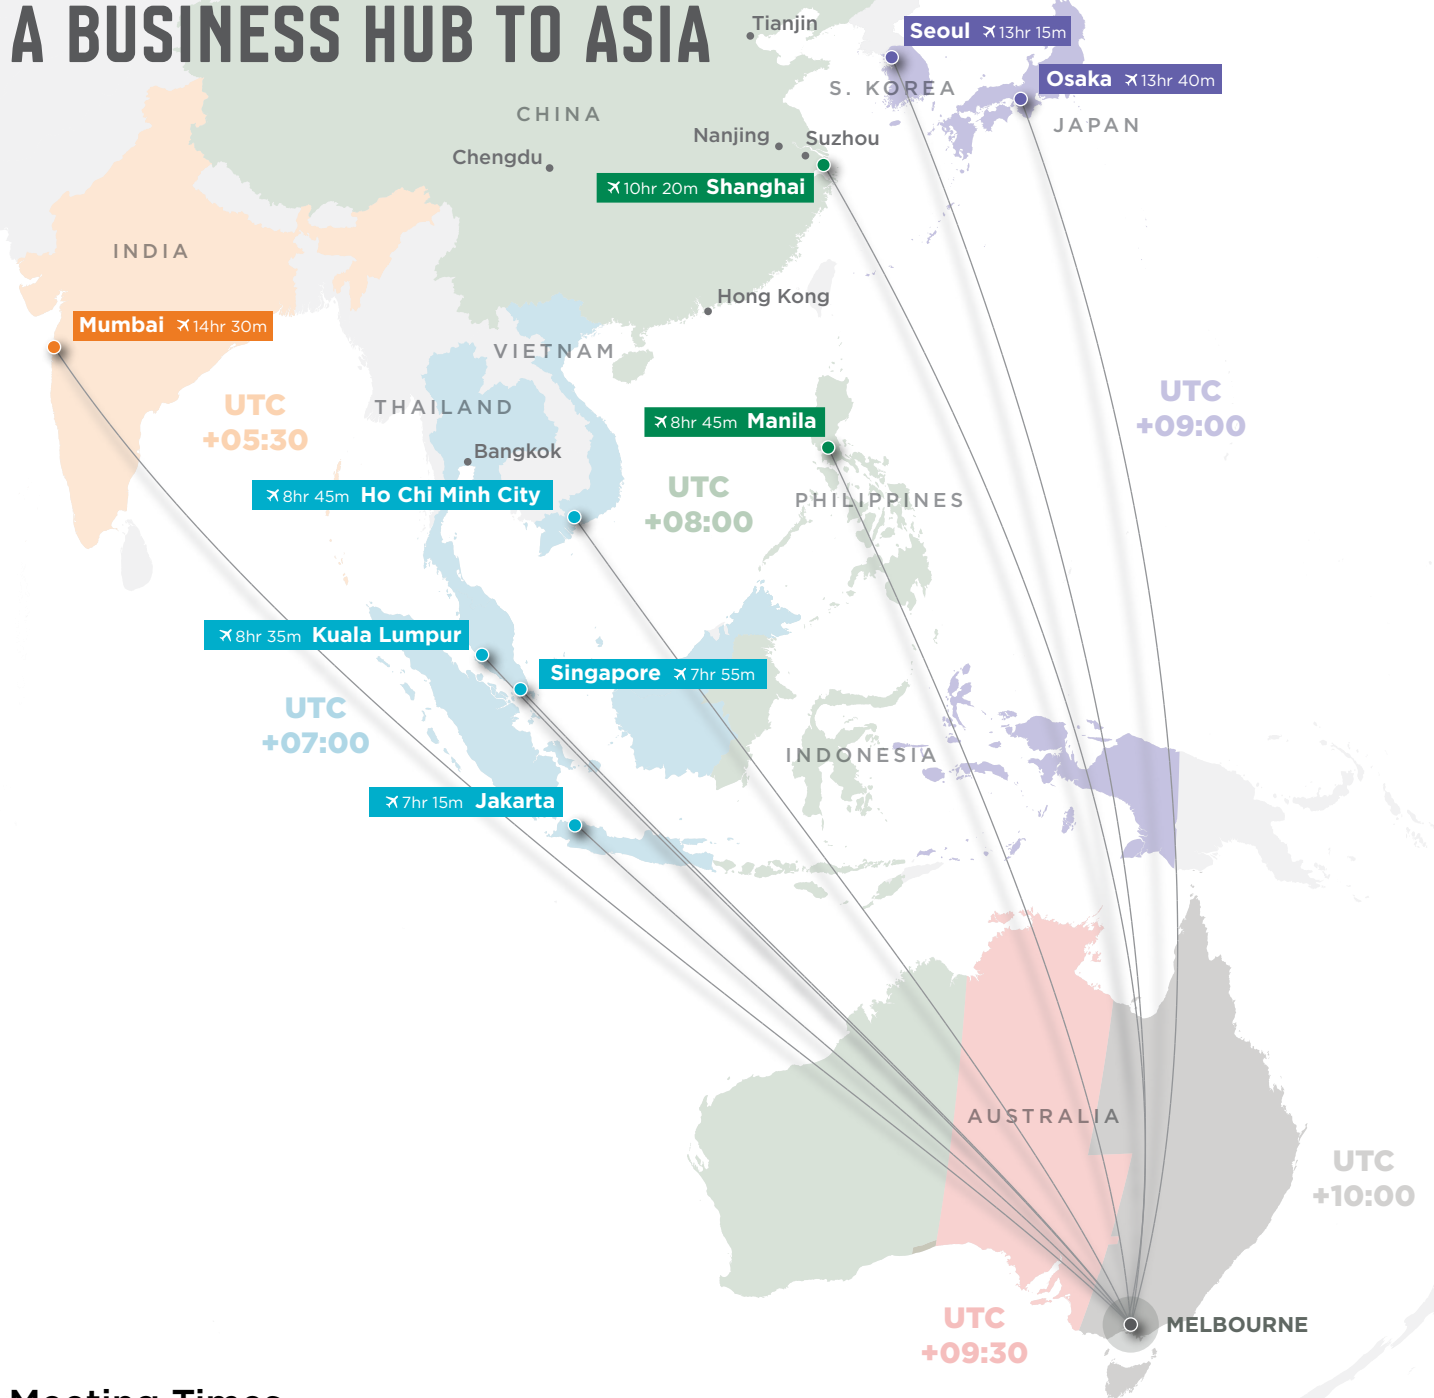 A BUSINESS HUB TO ASIA
Tianjin
Seoul 13hr 15m
Osaka 13hr 40m
S. KOREA
JAPAN
CHINA
Nanjing
Suzhou
Chengdu
10hr 20m Shanghai
INDIA
Hong Kong
Mumbai 14hr 30m
VIETNAM
THAILAND
UTC
+05:30
UTC
+09:00
8hr 45m Manila
Bangkok
8hr 45m Ho Chi Minh City
UTC
+08:00
PHILIPPINES
8hr 35m Kuala Lumpur
Singapore 7hr 55m
UTC
+07:00
INDONESIA
7hr 15m Jakarta
AUSTRALIA
UTC
+10:00
UTC
+09:30
MELBOURNE
Meeting Times